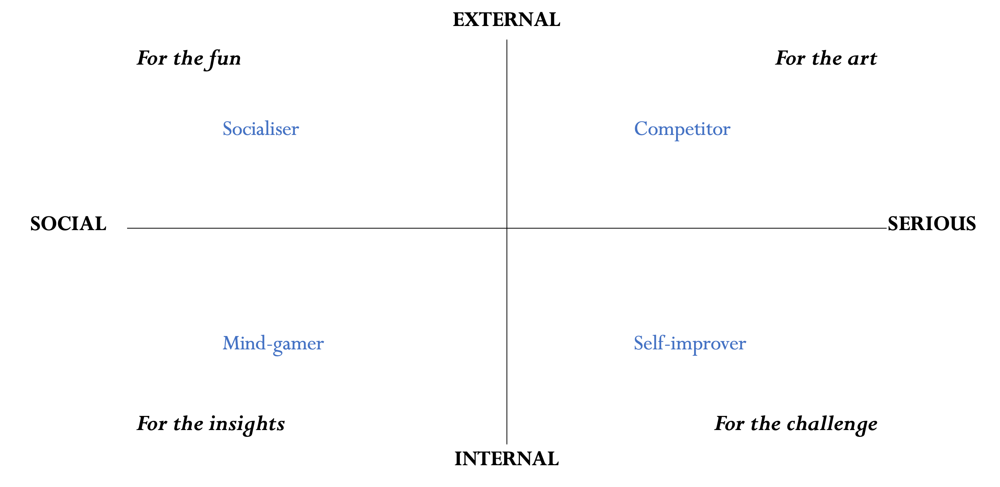 EXTERNAL
For the fun
For the art
Socialiser
Competitor
SOCIAL
SERIOUS
Mind-gamer
Self-improver
For the insights
For the challenge
INTERNAL